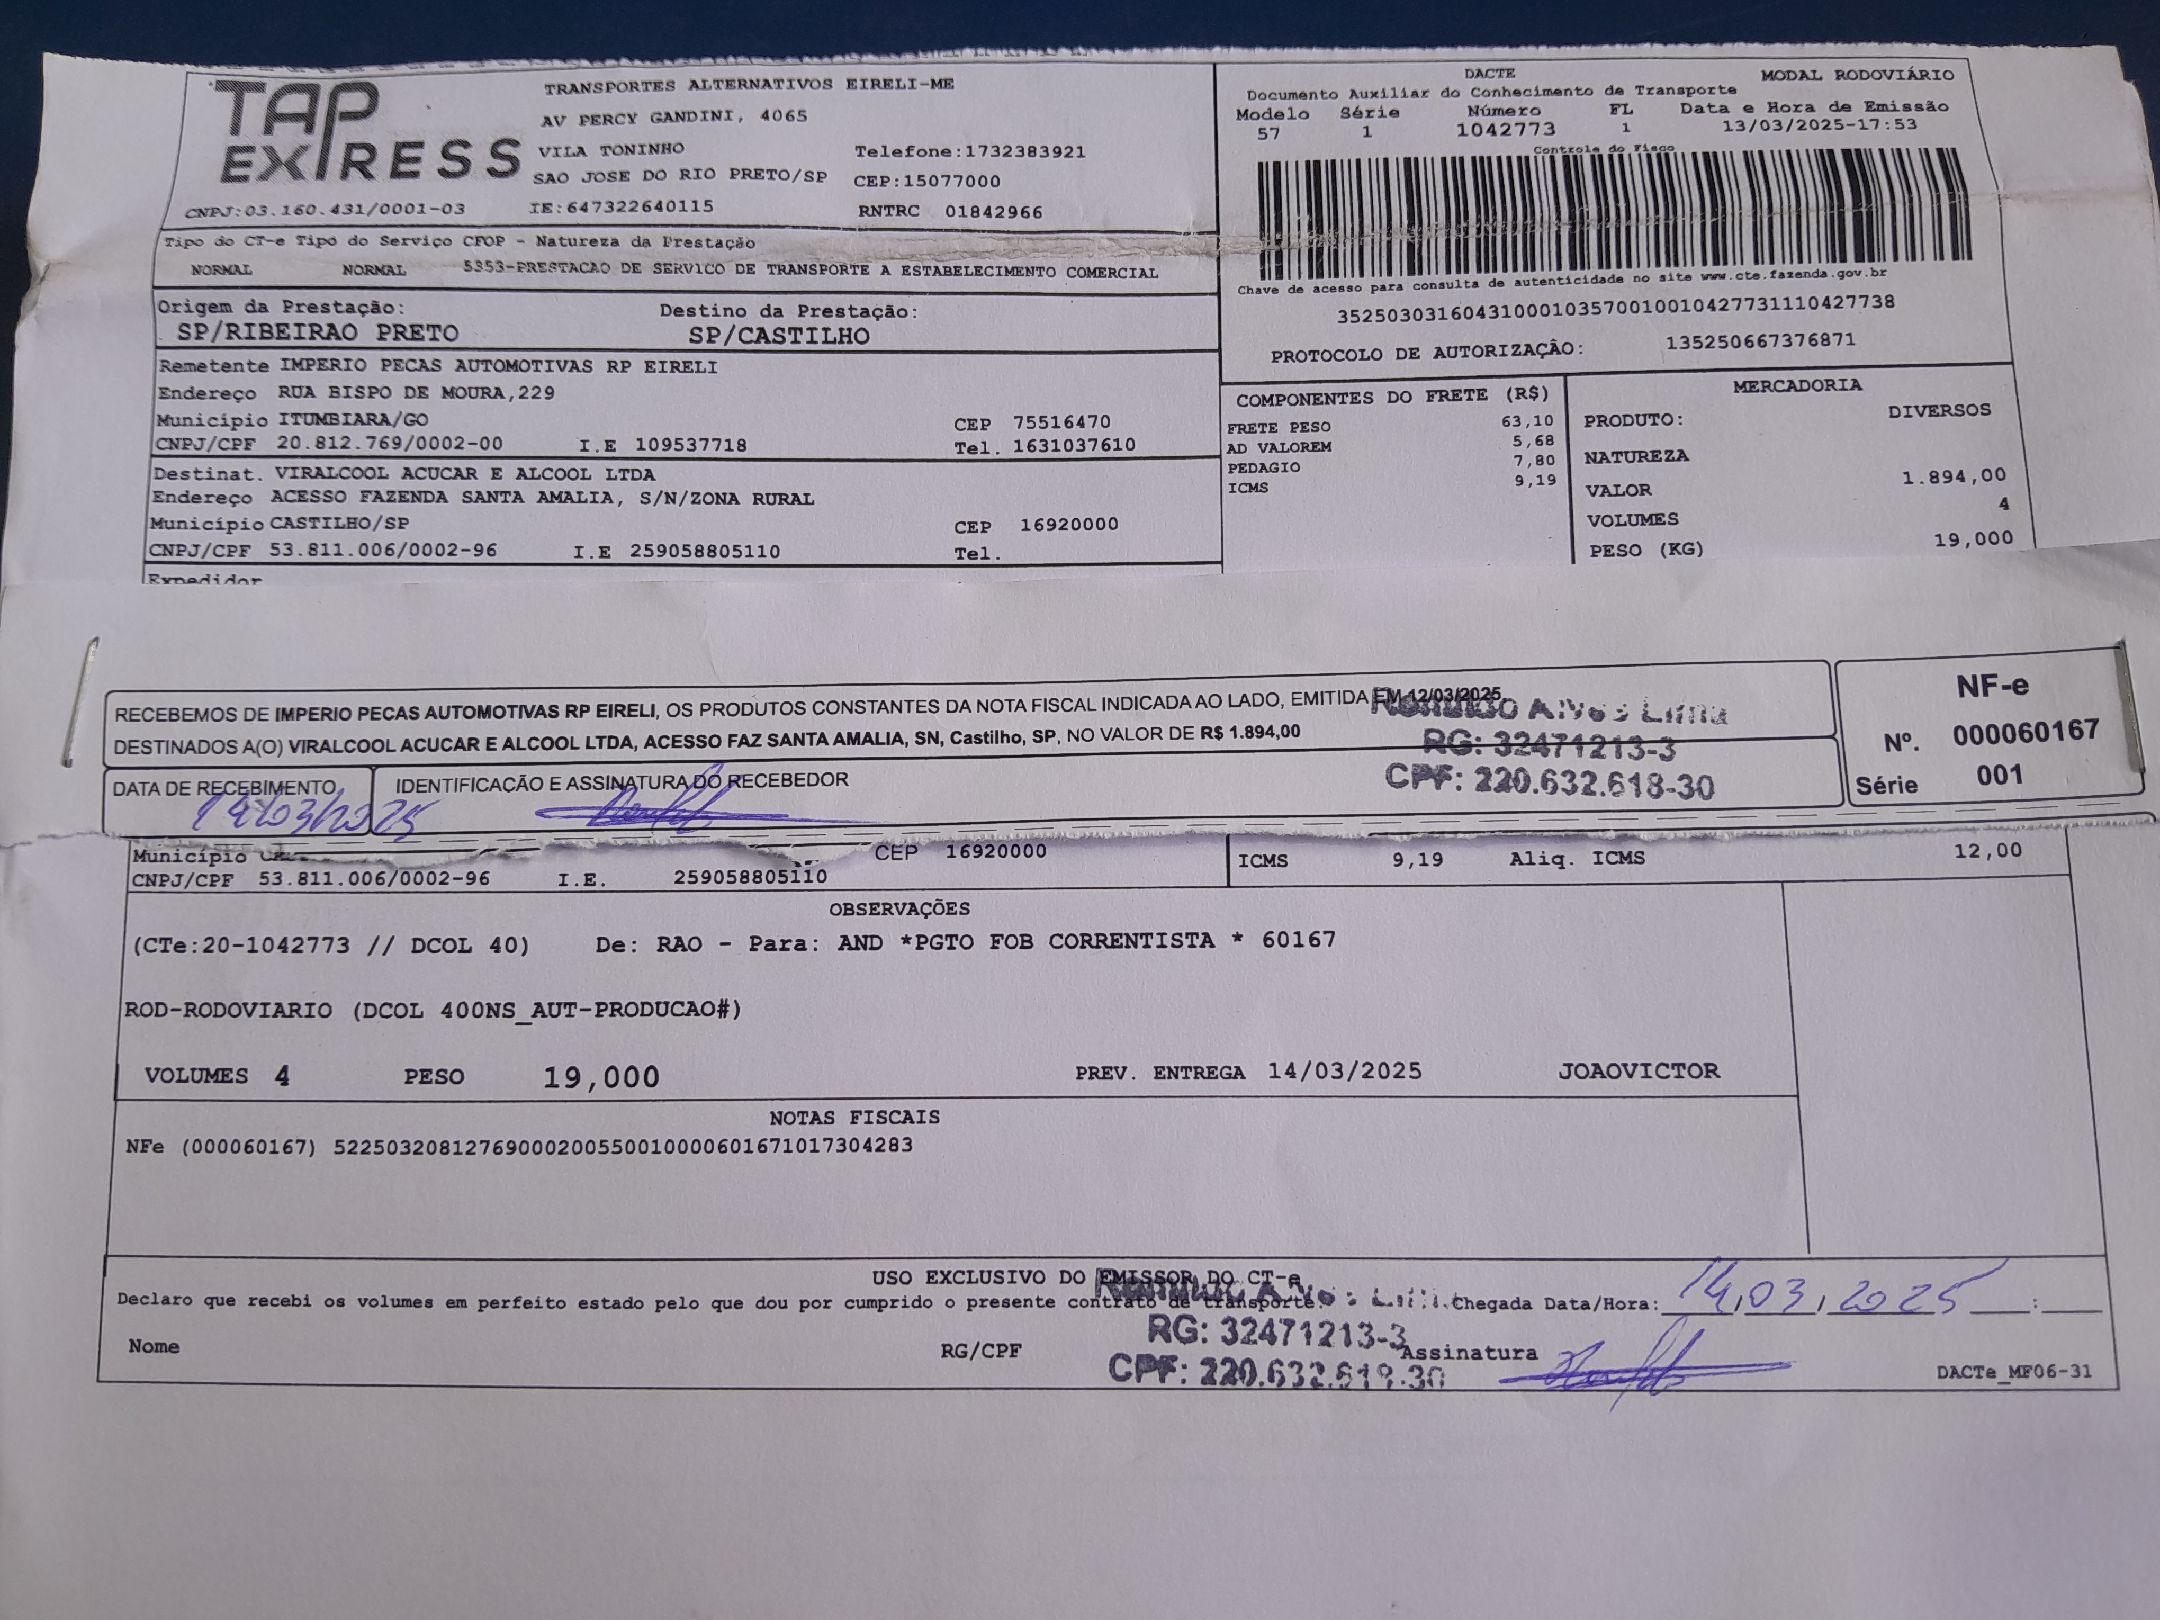 TAP EXPRESS
TRANSPORTES ALTERNATIVOS EIRELI-ME
AV PERCY GANDINI, 4065
VILA TONINHO Telefone:1732383921
SAO JOSE DO RIO PRETO/SP CEP:15077000
CNPJ:03.160.431/0001-03 IE:647322640115 RNTRC 01842966
DACTE MODAL RODOVIÁRIO
Documento Auxiliar do Conhecimento de Transporte
Modelo Série Número FL Data e Hora de Emissão
57 1 1042773 1 13/03/2025-17:53
Controle do Fisco
Chave de acesso para consulta de autenticidade no site www.cte.fazenda.gov.br
35250303160431000103570010010427731110427738
PROTOCOLO DE AUTORIZAÇÃO: 135250667376871
Tipo do CT-e Tipo do Serviço CFOP - Natureza da Prestação
NORMAL NORMAL 5353-PRESTACAO DE SERVICO DE TRANSPORTE A ESTABELECIMENTO COMERCIAL
Origem da Prestação: Destino da Prestação:
SP/RIBEIRAO PRETO SP/CASTILHO
Remetente IMPERIO PECAS AUTOMOTIVAS RP EIRELI
Endereço RUA BISPO DE MOURA,229
Município ITUMBIARA/GO CEP 75516470
CNPJ/CPF 20.812.769/0002-00 I.E 109537718 Tel. 1631037610
Destinat. VIRALCOOL ACUCAR E ALCOOL LTDA
Endereço ACESSO FAZENDA SANTA AMALIA, S/N/ZONA RURAL
Município CASTILHO/SP CEP 16920000
CNPJ/CPF 53.811.006/0002-96 I.E 259058805110 Tel.
Expedidor
COMPONENTES DO FRETE (R$)
FRETE PESO 63,10
AD VALOREM 5,68
PEDAGIO 7,80
ICMS 9,19
MERCADORIA
PRODUTO: DIVERSOS
NATUREZA
VALOR 1.894,00
VOLUMES 4
PESO (KG) 19,000
RECEBEMOS DE IMPERIO PECAS AUTOMOTIVAS RP EIRELI, OS PRODUTOS CONSTANTES DA NOTA FISCAL INDICADA AO LADO, EMITIDA EM 12/03/2025,
DESTINADOS A(O) VIRALCOOL ACUCAR E ALCOOL LTDA, ACESSO FAZ SANTA AMALIA, SN, Castilho, SP, NO VALOR DE R$ 1.894,00
Alves Lima
RG: 32471213-3
CPF: 220.632.618-30
NF-e
Nº. 000060167
Série 001
DATA DE RECEBIMENTO IDENTIFICAÇÃO E ASSINATURA DO RECEBEDOR
14/03/2025
Município CEP 16920000
CNPJ/CPF 53.811.006/0002-96 I.E. 259058805110
ICMS 9,19 Aliq. ICMS 12,00
OBSERVAÇÕES
(CTe:20-1042773 // DCOL 40) De: RAO - Para: AND *PGTO FOB CORRENTISTA * 60167
ROD-RODOVIARIO (DCOL 400NS_AUT-PRODUCAO#)
VOLUMES 4 PESO 19,000 PREV. ENTREGA 14/03/2025 JOAOVICTOR
NOTAS FISCAIS
NFe (000060167) 52250320812769000200550010000601671017304283
USO EXCLUSIVO DO EMISSOR DO CT-e
Declaro que recebi os volumes em perfeito estado pelo que dou por cumprido o presente contrato de transporte. Chegada Data/Hora: 14,03,2025 :
RG: 32471213-3
Nome RG/CPF Assinatura
CPF: 220.632.618-30
DACTe_MF06-31